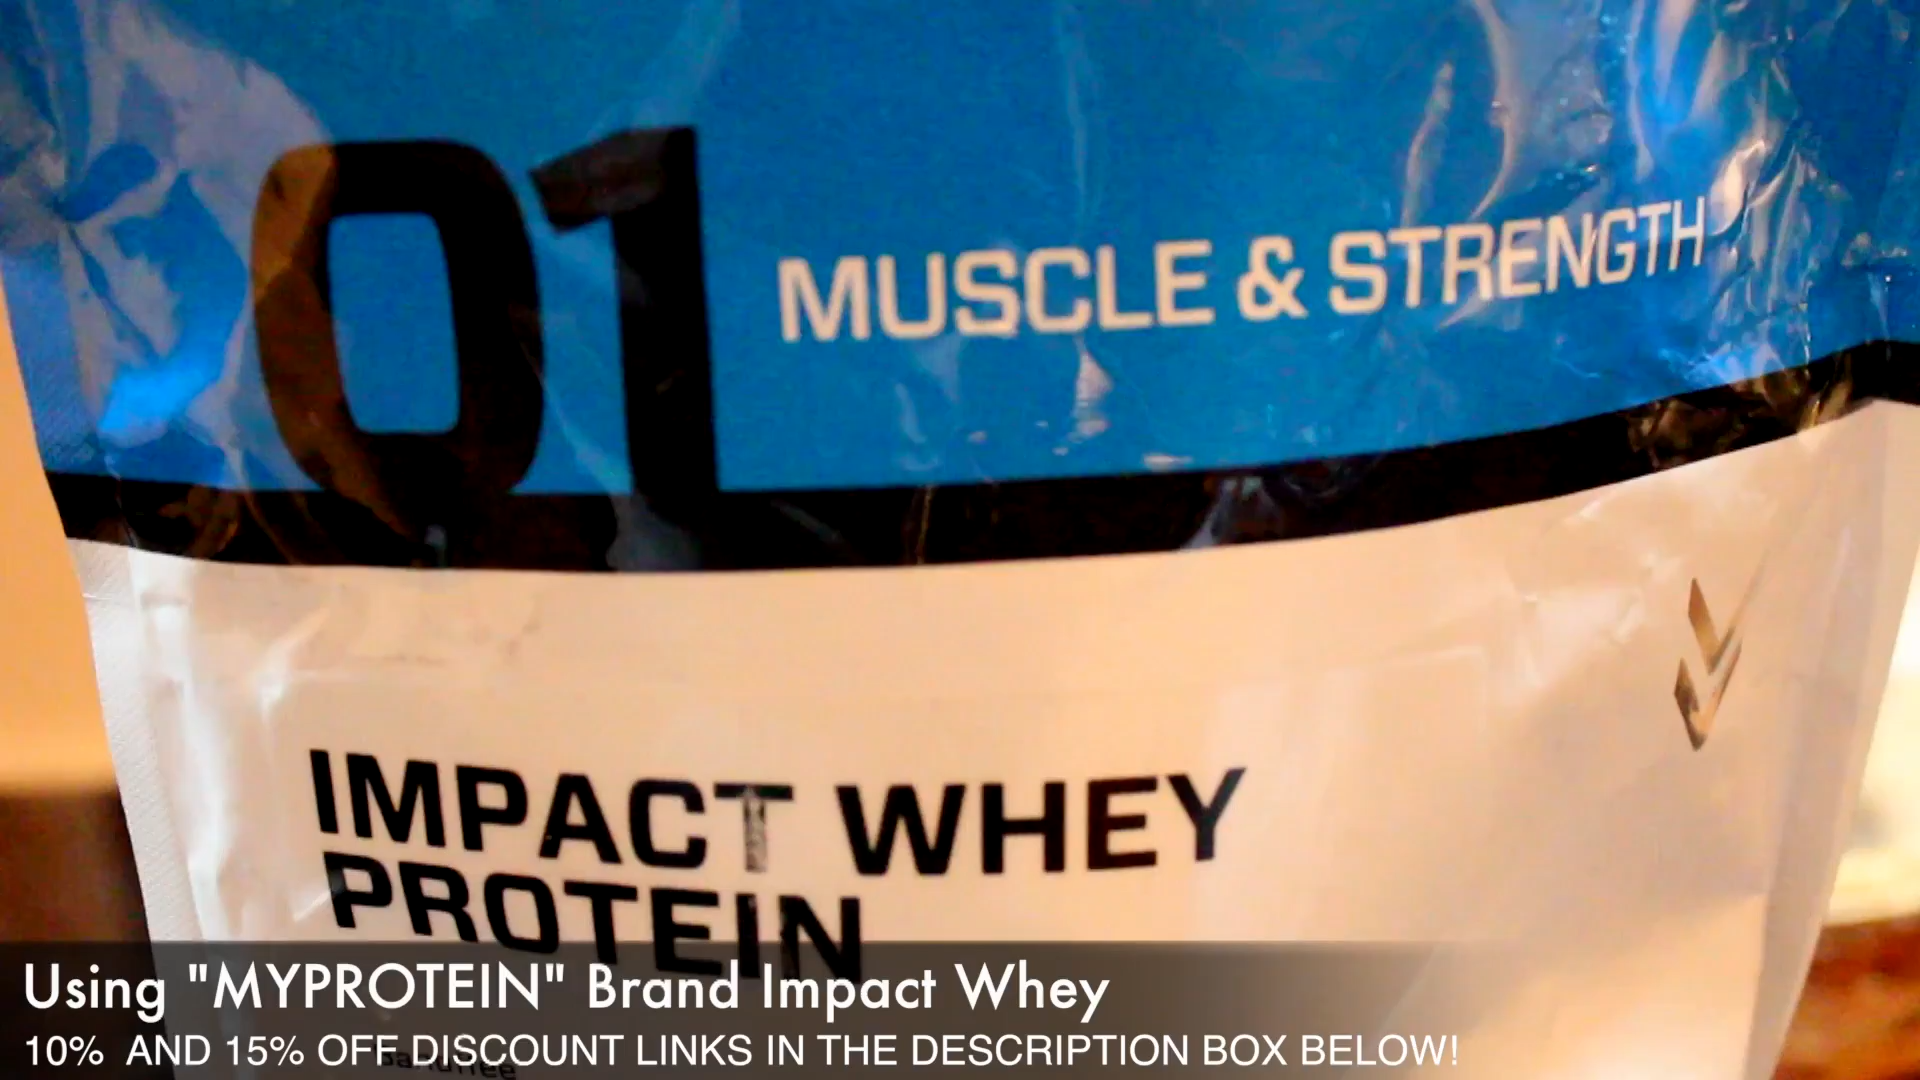 01 MUSCLE & STRENGTH
IMPACT WHEY
PROTEIN
Using "MYPROTEIN" Brand Impact Whey
10% AND 15% OFF DISCOUNT LINKS IN THE DESCRIPTION BOX BELOW!